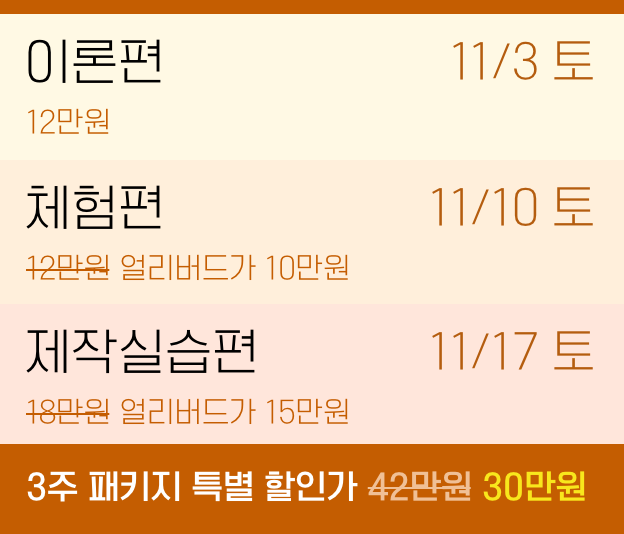 이론편 11/3 토
12만원
체험편 11/10 토
12만원 얼리버드가 10만원
제작실습편 11/17 토
18만원 얼리버드가 15만원
3주 패키지 특별 할인가 42만원 30만원